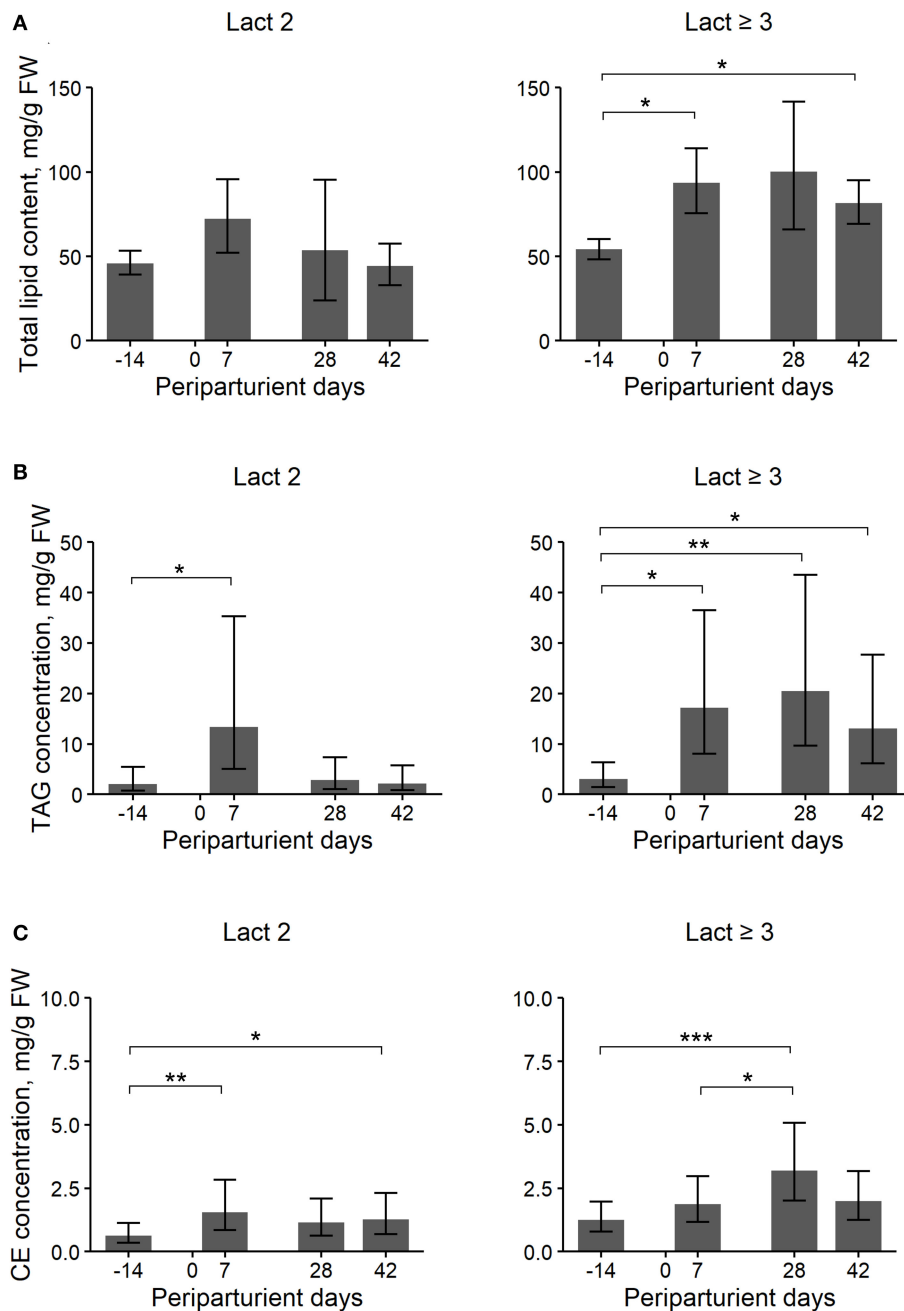 A
Lact 2
Lact ≥ 3
Total lipid content, mg/g FW
150
100
50
0
-14 0 7 28 42
Periparturient days
*
*
150
100
50
0
-14 0 7 28 42
Periparturient days
B
Lact 2
Lact ≥ 3
TAG concentration, mg/g FW
50
40
30
20
10
0
*
-14 0 7 28 42
Periparturient days
*
**
*
50
40
30
20
10
0
-14 0 7 28 42
Periparturient days
C
Lact 2
Lact ≥ 3
CE concentration, mg/g FW
10.0
7.5
5.0
2.5
0.0
*
**
-14 0 7 28 42
Periparturient days
***
*
10.0
7.5
5.0
2.5
0.0
-14 0 7 28 42
Periparturient days